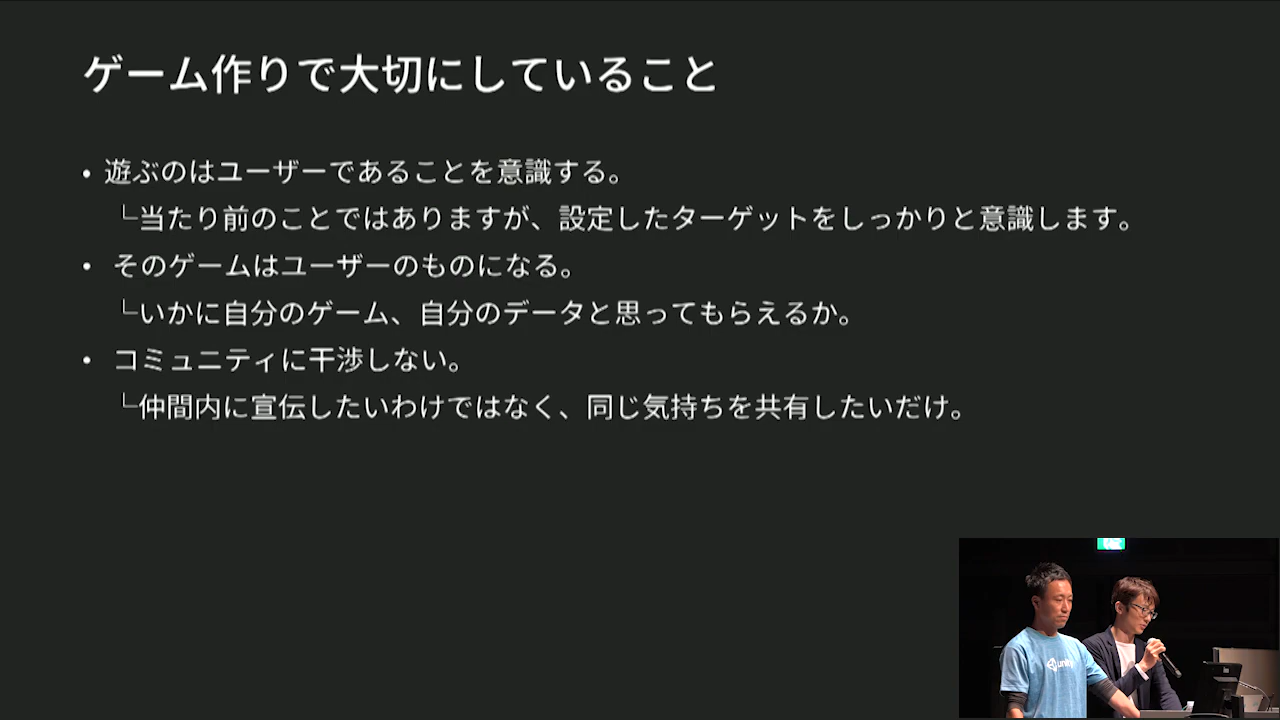 ゲーム作りで大切にしていること
• 遊ぶのはユーザーであることを意識する。
└当たり前のことではありますが、設定したターゲットをしっかりと意識します。
• そのゲームはユーザーのものになる。
└いかに自分のゲーム、自分のデータと思ってもらえるか。
• コミュニティに干渉しない。
└仲間内に宣伝したいわけではなく、同じ気持ちを共有したいだけ。
unity